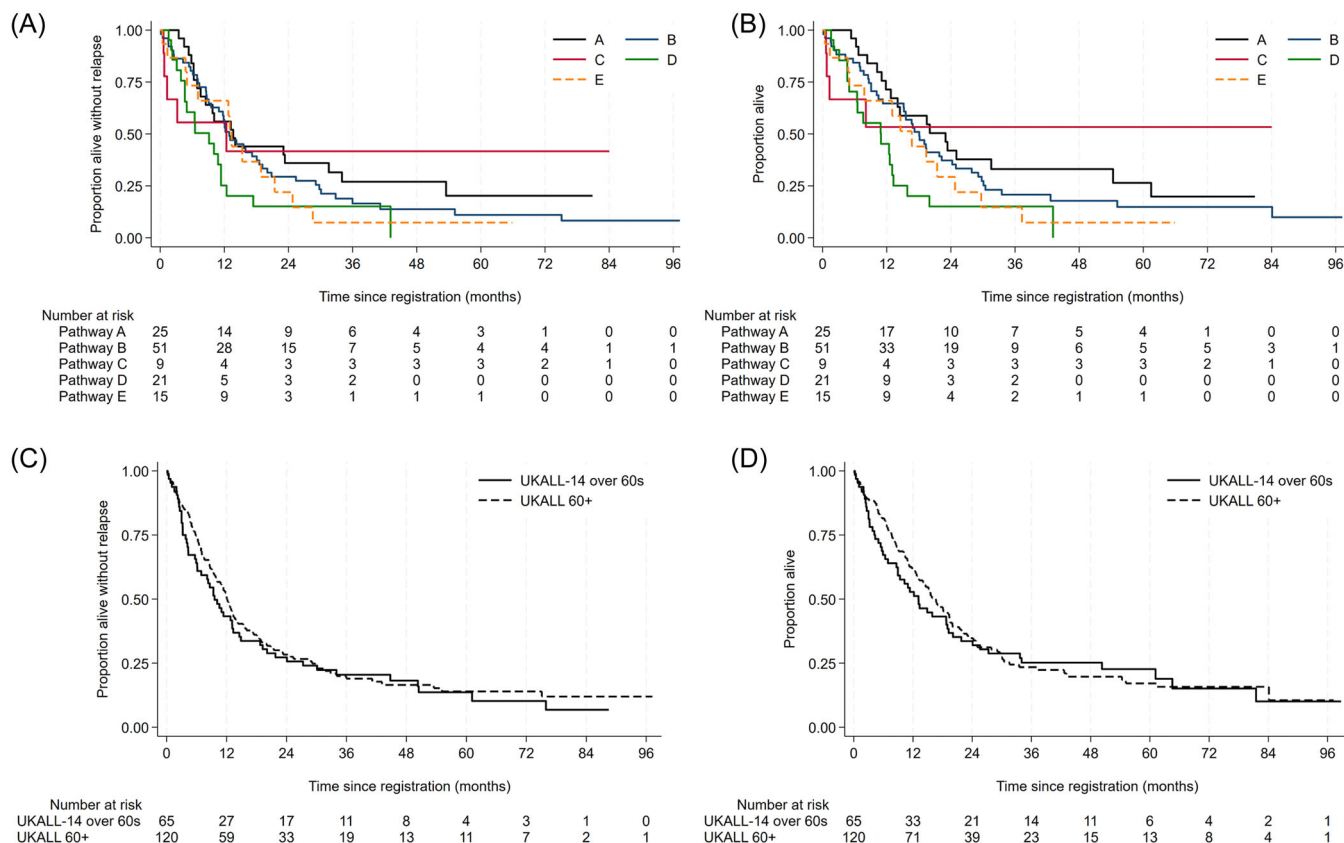 (A)
Proportion alive without relapse
1.00
0.75
0.50
0.25
0.00
A B
C D
E
0 12 24 36 48 60 72 84 96
Time since registration (months)
Number at risk
Pathway A 25 14 9 6 4 3 1 0 0
Pathway B 51 28 15 7 5 4 4 1 1
Pathway C 9 4 3 3 3 3 2 1 0
Pathway D 21 5 3 2 0 0 0 0 0
Pathway E 15 9 3 1 1 1 0 0 0
(B)
Proportion alive
1.00
0.75
0.50
0.25
0.00
A B
C D
E
0 12 24 36 48 60 72 84 96
Time since registration (months)
Number at risk
Pathway A 25 17 10 7 5 4 1 0 0
Pathway B 51 33 19 9 6 5 5 3 1
Pathway C 9 4 3 3 3 3 2 1 0
Pathway D 21 9 3 2 0 0 0 0 0
Pathway E 15 9 4 2 1 1 0 0 0
(C)
Proportion alive without relapse
1.00
0.75
0.50
0.25
0.00
UKALL-14 over 60s
UKALL 60+
0 12 24 36 48 60 72 84 96
Time since registration (months)
Number at risk
UKALL-14 over 60s 65 27 17 11 8 4 3 1 0
UKALL 60+ 120 59 33 19 13 11 7 2 1
(D)
Proportion alive
1.00
0.75
0.50
0.25
0.00
UKALL-14 over 60s
UKALL 60+
0 12 24 36 48 60 72 84 96
Time since registration (months)
Number at risk
UKALL-14 over 60s 65 33 21 14 11 6 4 2 1
UKALL 60+ 120 71 39 23 15 13 8 4 1